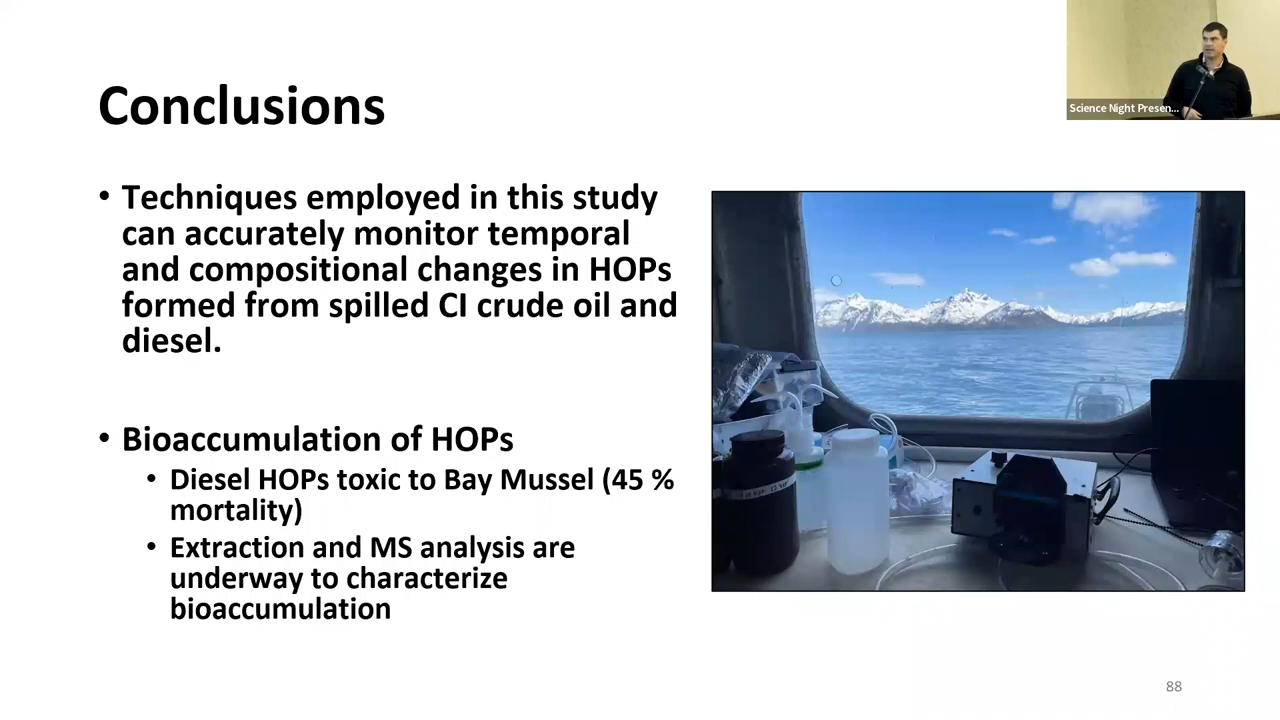 Science Night Presen...
Conclusions
• Techniques employed in this study
can accurately monitor temporal
and compositional changes in HOPs
formed from spilled CI crude oil and
diesel.
• Bioaccumulation of HOPs
• Diesel HOPs toxic to Bay Mussel (45 %
mortality)
• Extraction and MS analysis are
underway to characterize
bioaccumulation
88